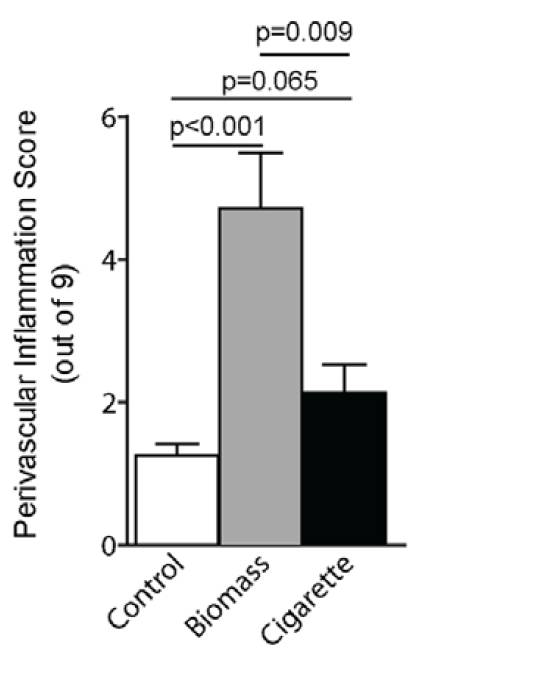 p=0.009
p=0.065
p<0.001
Perivascular Inflammation Score
(out of 9)
6
4
2
0
Control
Biomass
Cigarette